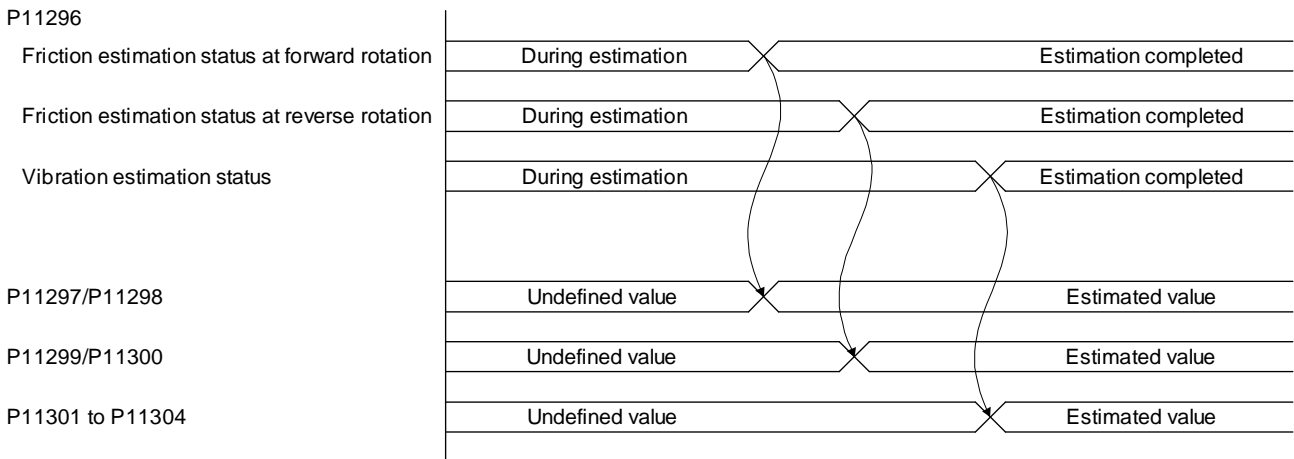 P11296
Friction estimation status at forward rotation During estimation Estimation completed
Friction estimation status at reverse rotation During estimation Estimation completed
Vibration estimation status During estimation Estimation completed
P11297/P11298 Undefined value Estimated value
P11299/P11300 Undefined value Estimated value
P11301 to P11304 Undefined value Estimated value